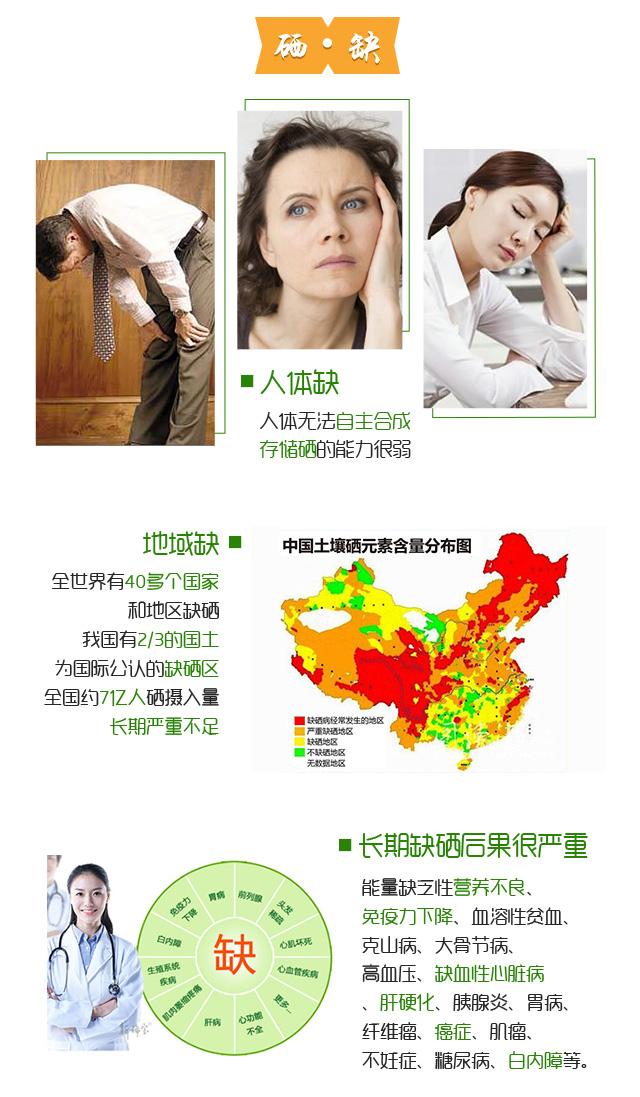 硒·缺
人体缺
人体无法自主合成
存储硒的能力很弱
地域缺
全世界有40多个国家
和地区缺硒
我国有2/3的国土
为国际公认的缺硒区
全国约7亿人硒摄入量
长期严重不足
中国土壤硒元素含量分布图
缺硒病经常发生的地区
严重缺硒地区
缺硒地区
不缺硒地区
无数据地区
长期缺硒后果很严重
能量缺乏性营养不良、
免疫力下降、血溶性贫血、
克山病、大骨节病、
高血压、缺血性心脏病
、肝硬化、胰腺炎、胃病、
纤维瘤、癌症、肌瘤、
不妊症、糖尿病、白内障等。
缺
胃病
前列腺
头发
稀疏
心肌坏死
心血管疾病
更多...
心功能
不全
肝病
肌肉萎缩疼痛
生殖系统
疾病
白内障
免疫力
下降